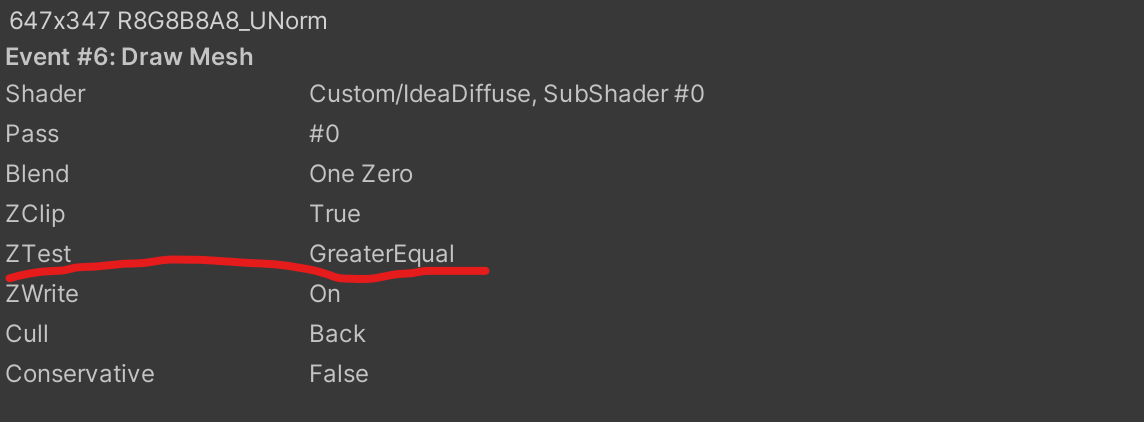 647x347 R8G8B8A8_UNorm
Event #6: Draw Mesh
Shader Custom/IdeaDiffuse, SubShader #0
Pass #0
Blend One Zero
ZClip True
ZTest GreaterEqual
ZWrite On
Cull Back
Conservative False